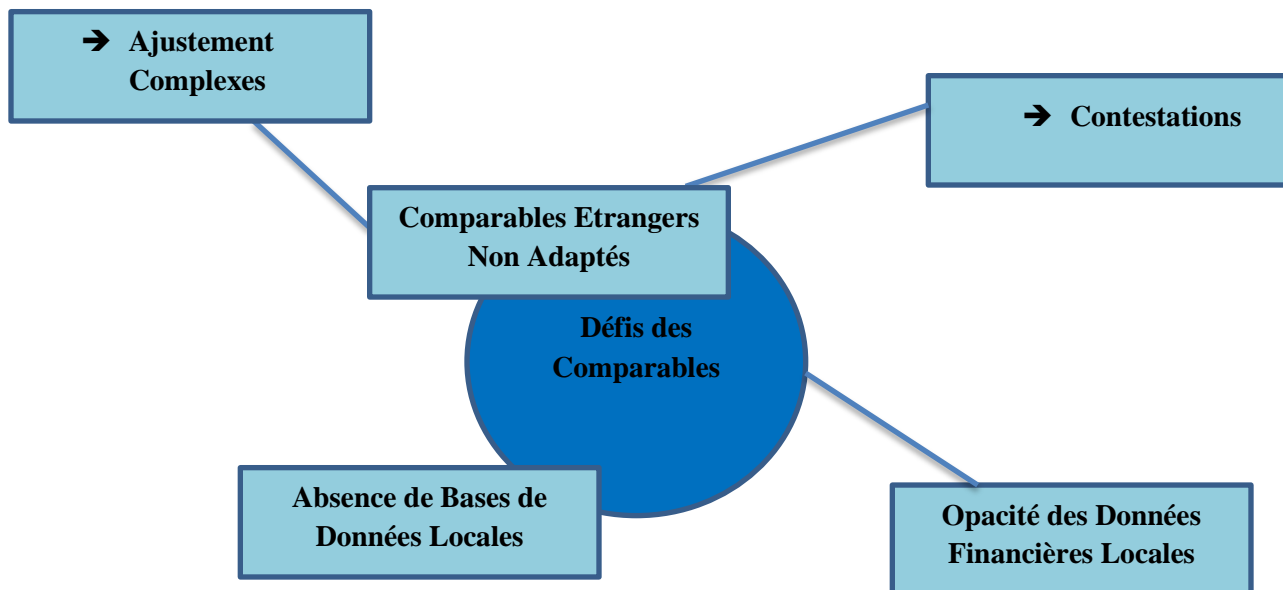 ➔ Ajustement
Complexes
➔ Contestations
Comparables Etrangers
Non Adaptés
Défis des
Comparables
Absence de Bases de
Données Locales
Opacité des Données
Financières Locales